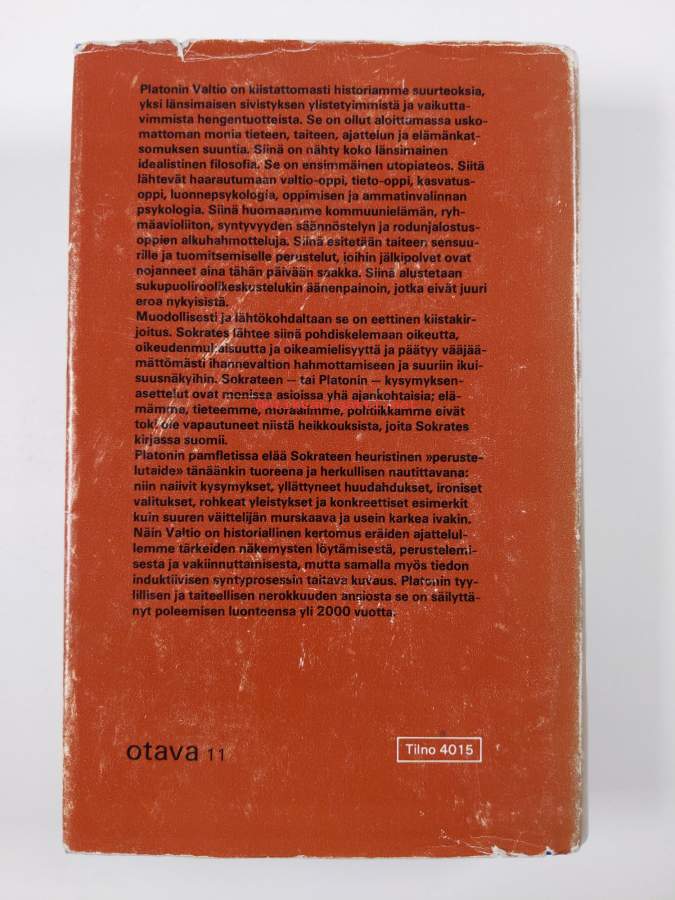 Platonin Valtio on kiistattomasti historiamme suurteoksia,
yksi länsimaisen sivistyksen ylistetyimmistä ja vaikutta-
vimmista hengentuotteista. Se on ollut aloittamassa usko-
mattoman monia tieteen, taiteen, ajattelun ja elämänkat-
somuksen suuntia. Siinä on nähty koko länsimainen
idealistinen filosofia. Se on ensimmäinen utopiateos. Siitä
lähtevät haarautumaan valtio-oppi, tieto-oppi, kasvatus-
oppi, luonnepsykologia, oppimisen ja ammatinvalinnan
psykologia. Siinä huomaamme kommuunielämän, ryh-
mäavioliiton, syntyvyyden säännöstelyn ja rodunjalostus-
oppien alkuhahmotteluja. Siinä esitetään taiteen sensuu-
rille ja tuomitsemiselle perustelut, joihin jälkipolvet ovat
nojanneet aina tähän päivään saakka. Siinä alustetaan
sukupuoliroolikeskustelukin äänenpainoin, jotka eivät juuri
eroa nykyisistä.
Muodollisesti ja lähtökohdaltaan se on eettinen kiistakir-
joitus. Sokrates lähtee siinä pohdiskelemaan oikeutta,
oikeudenmukaisuutta ja oikeamielisyyttä ja päätyy vääjää-
mättömästi ihannevaltion hahmottamiseen ja suuriin ikui-
suusnäkyihin. Sokrateen — tai Platonin — kysymyksen-
asettelut ovat monissa asioissa yhä ajankohtaisia; elä-
mämme, tieteemme, moraalimme, politiikkamme eivät
toki ole vapautuneet niistä heikkouksista, joita Sokrates
kirjassa suomii.
Platonin pamfletissa elää Sokrateen heuristinen »peruste-
lutaide» tänäänkin tuoreena ja herkullisen nautittavana:
niin naiivit kysymykset, yllättyneet huudahdukset, ironiset
valitukset, rohkeat yleistykset ja konkreettiset esimerkit
kuin suuren väittelijän murskaava ja usein karkea ivakin.
Näin Valtio on historiallinen kertomus eräiden ajattelul-
lemme tärkeiden näkemysten löytämisestä, perustelemi-
sesta ja vakiinnuttamisesta, mutta samalla myös tiedon
induktiivisen syntyprosessin taitava kuvaus. Platonin tyy-
lillisen ja taiteellisen nerokkuuden ansiosta se on säilyttä-
nyt poleemisen luonteensa yli 2000 vuotta.
otava 11
Tilno 4015